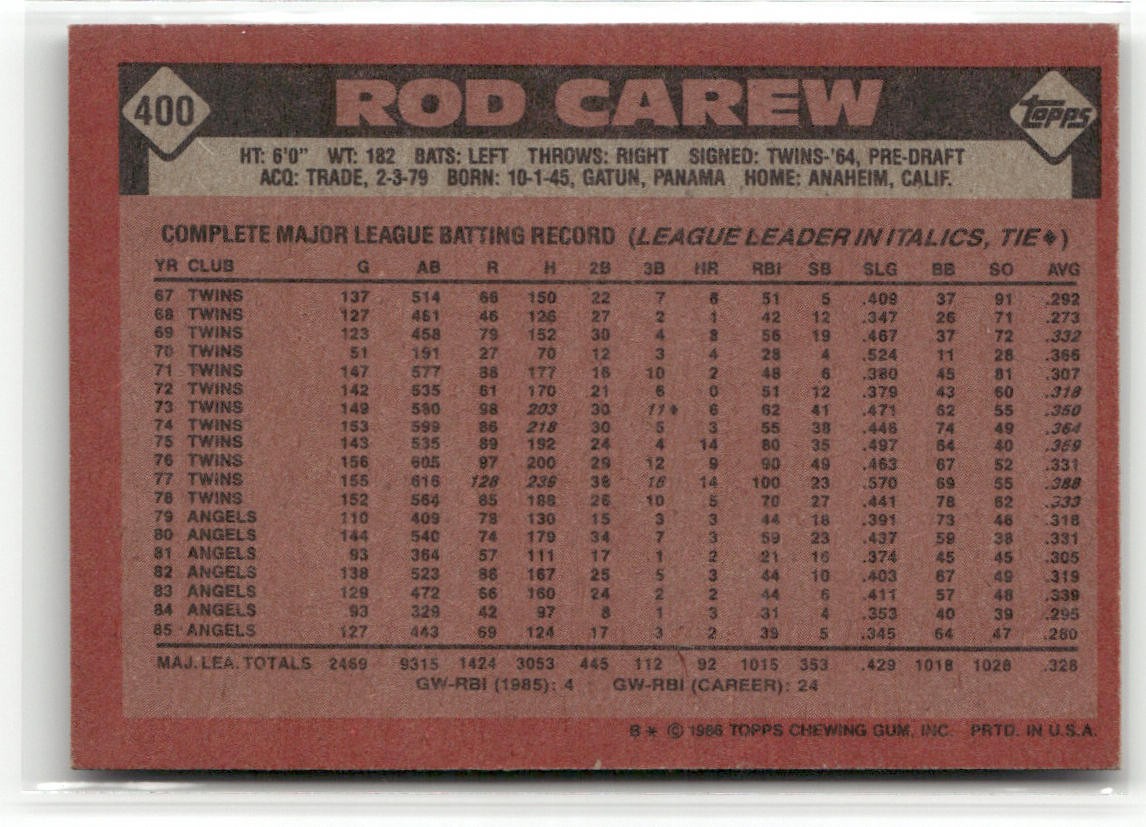 400 ROD CAREW Topps
HT: 6'0" WT: 182 BATS: LEFT THROWS: RIGHT SIGNED: TWINS-'64, PRE-DRAFT
ACQ: TRADE, 2-3-79 BORN: 10-1-45, GATUN, PANAMA HOME: ANAHEIM, CALIF.
COMPLETE MAJOR LEAGUE BATTING RECORD (LEAGUE LEADER IN ITALICS, TIE♦)
YR CLUB G AB R H 2B 3B HR RBI SB SLG BB SO AVG
67 TWINS 137 514 66 150 22 7 8 51 5 .409 37 91 .292
68 TWINS 127 461 46 126 27 2 1 42 12 .347 26 71 .273
69 TWINS 123 458 79 152 30 4 8 56 19 .467 37 72 .332
70 TWINS 51 191 27 70 12 3 4 28 4 .524 11 28 .366
71 TWINS 147 577 88 177 16 10 2 48 6 .380 45 81 .307
72 TWINS 142 535 61 170 21 6 0 51 12 .379 43 60 .318
73 TWINS 149 580 98 203 30 11♦ 6 62 41 .471 62 55 .350
74 TWINS 153 599 86 218 30 5 3 55 38 .446 74 49 .364
75 TWINS 143 535 89 192 24 4 14 80 35 .497 64 40 .359
76 TWINS 156 605 97 200 29 12 9 90 49 .463 67 52 .331
77 TWINS 155 616 128 239 38 16 14 100 23 .570 69 55 .388
78 TWINS 152 564 85 188 26 10 5 70 27 .441 78 62 .333
79 ANGELS 110 409 78 130 15 3 3 44 18 .391 73 46 .318
80 ANGELS 144 540 74 179 34 7 3 59 23 .437 59 38 .331
81 ANGELS 93 364 57 111 17 1 2 21 16 .374 45 45 .305
82 ANGELS 138 523 86 167 25 5 3 44 10 .403 67 49 .319
83 ANGELS 129 472 66 160 24 2 2 44 6 .411 57 48 .339
84 ANGELS 93 329 42 97 8 1 3 31 4 .353 40 39 .295
85 ANGELS 127 443 69 124 17 3 2 39 5 .345 64 47 .280
MAJ. LEA. TOTALS 2469 9315 1424 3053 445 112 92 1015 353 .429 1018 1028 .328
GW-RBI (1985): 4 GW-RBI (CAREER): 24
B * © 1986 TOPPS CHEWING GUM, INC. PRTD. IN U.S.A.